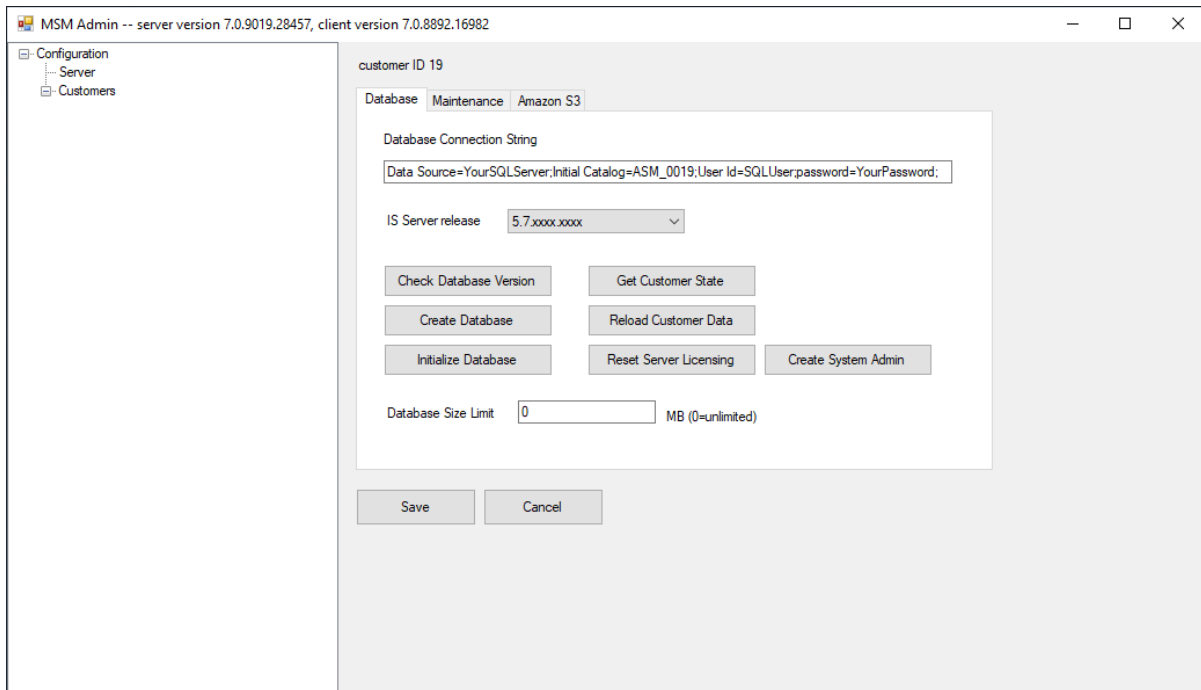 MSM Admin -- server version 7.0.9019.28457, client version 7.0.8892.16982
Configuration
Server
Customers
customer ID 19
Database Maintenance Amazon S3
Database Connection String
Data Source=YourSQLServer;Initial Catalog=ASM_0019;User Id=SQLUser;password=YourPassword;
IS Server release 5.7.xxxx.xxxx
Check Database Version Get Customer State
Create Database Reload Customer Data
Initialize Database Reset Server Licensing Create System Admin
Database Size Limit 0 MB (0=unlimited)
Save Cancel